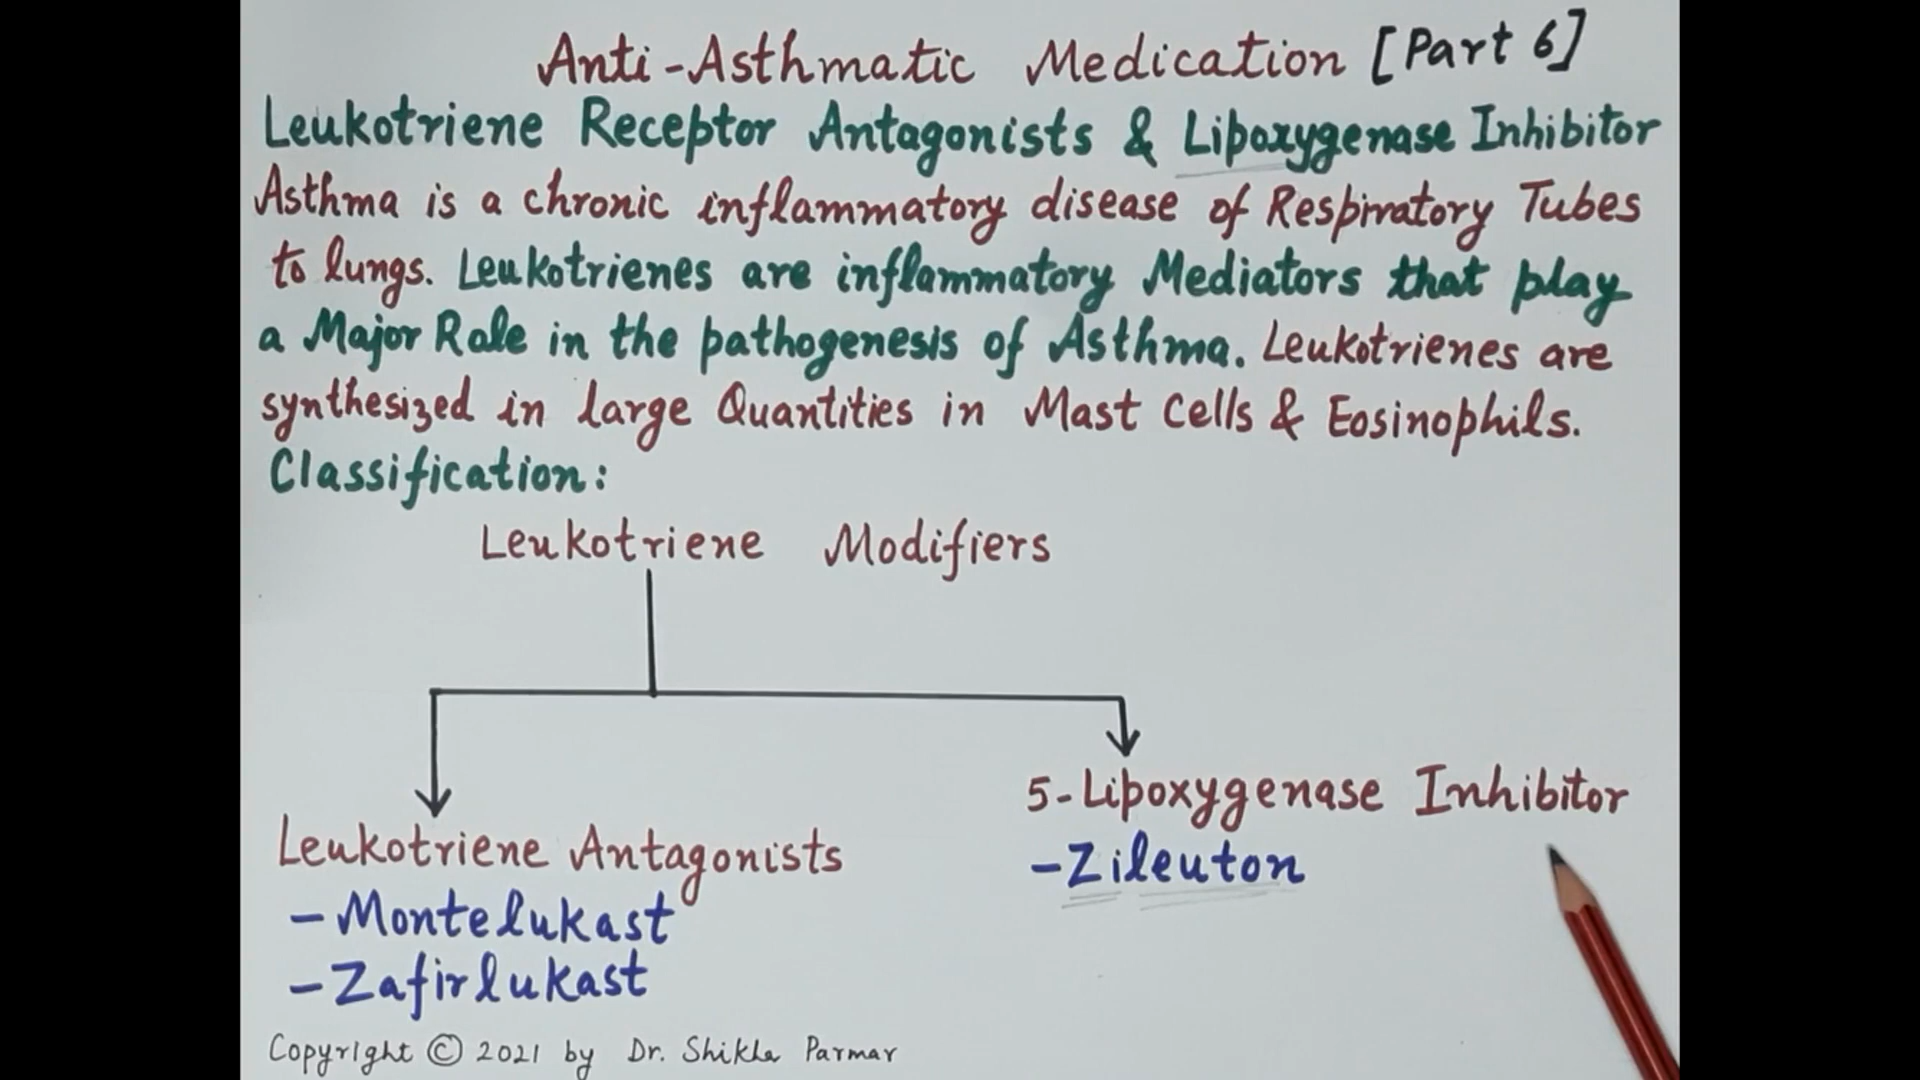 Anti-Asthmatic Medication [Part 6]
Leukotriene Receptor Antagonists & Lipoxygenase Inhibitor
Asthma is a chronic inflammatory disease of Respiratory Tubes
to lungs. Leukotrienes are inflammatory Mediators that play
a Major Role in the pathogenesis of Asthma. Leukotrienes are
synthesized in large Quantities in Mast Cells & Eosinophils.
Classification:
Leukotriene Modifiers
5-Lipoxygenase Inhibitor
-Zileuton
Leukotriene Antagonists
-Montelukast
-Zafirlukast
Copyright © 2021 by Dr. Shikha Parmar